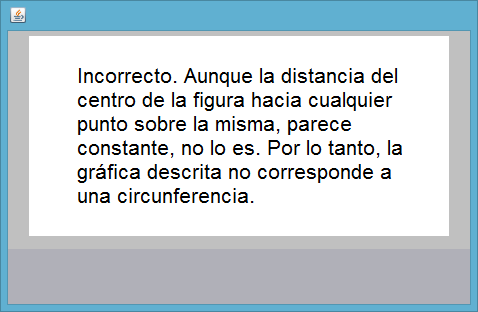 Incorrecto. Aunque la distancia del
centro de la figura hacia cualquier
punto sobre la misma, parece
constante, no lo es. Por lo tanto, la
gráfica descrita no corresponde a
una circunferencia.